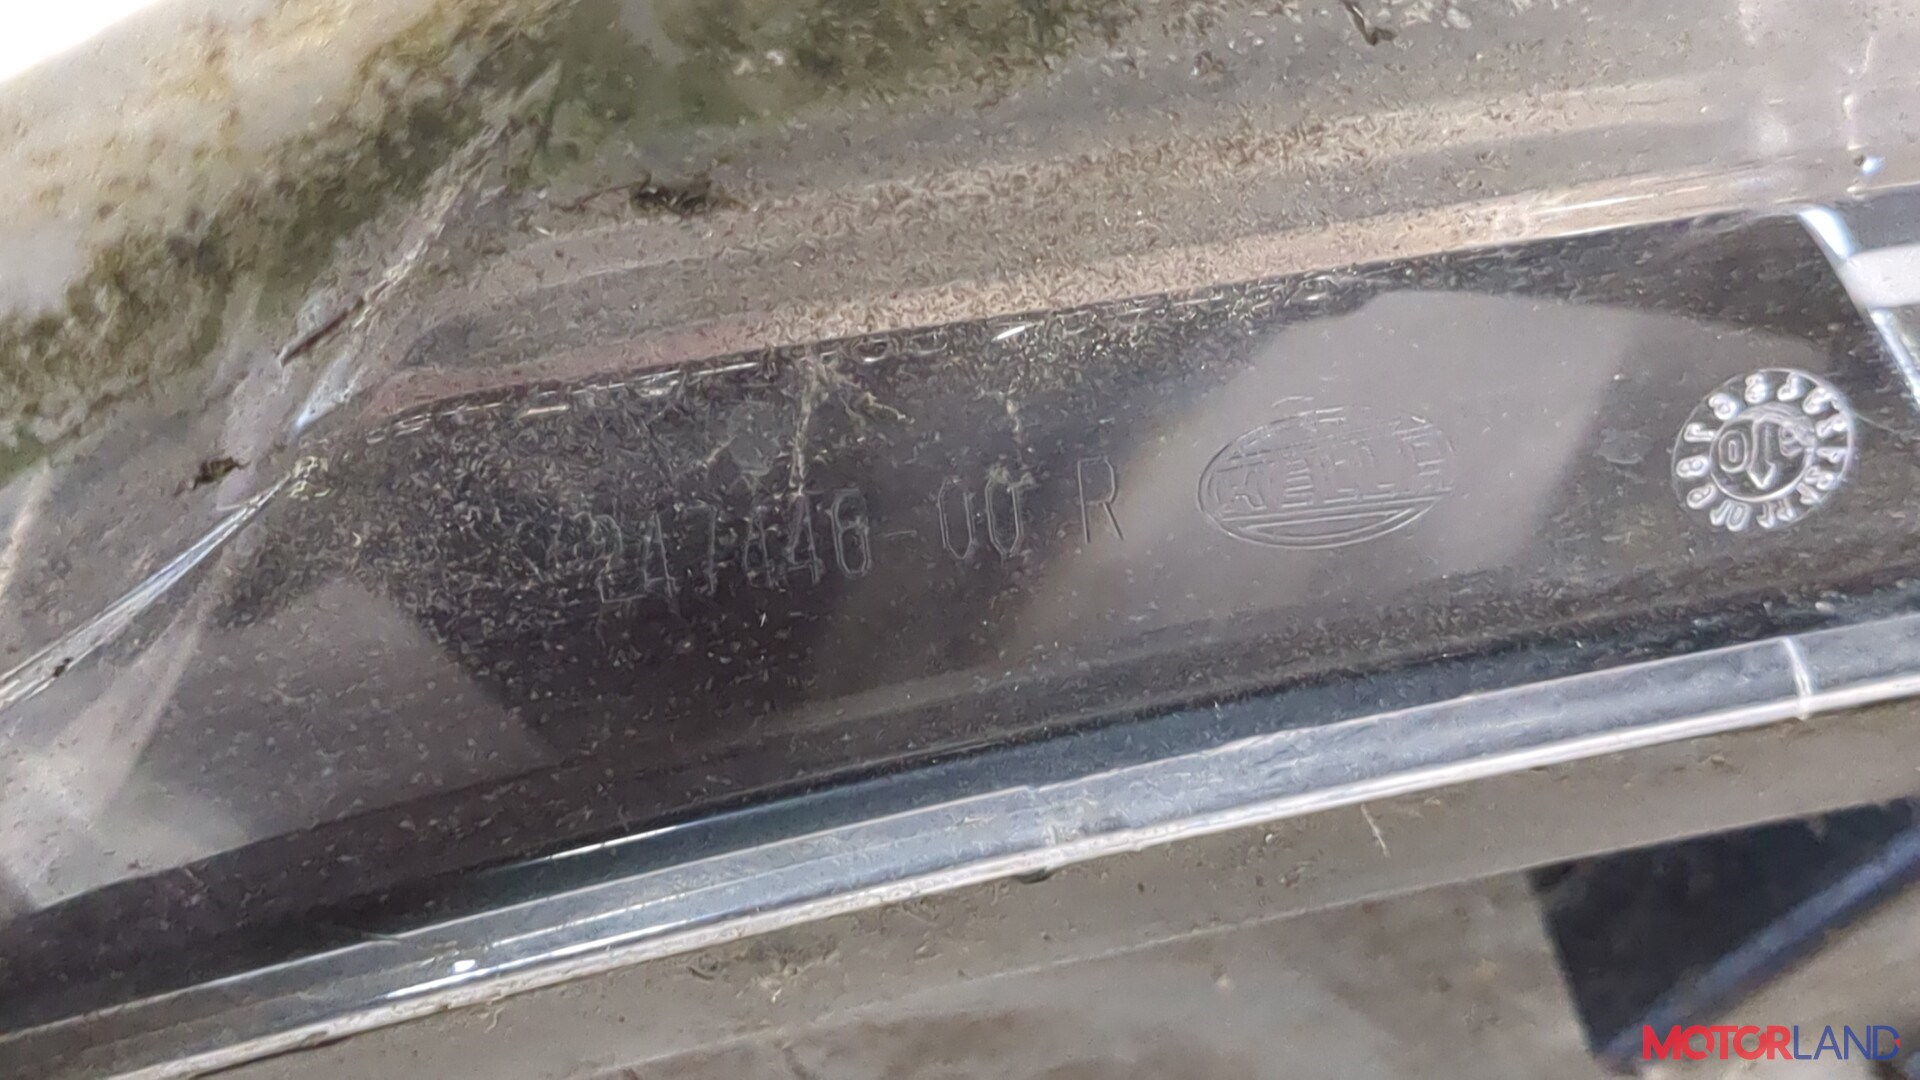 247446-00 R
HELLA
MOTORLAND